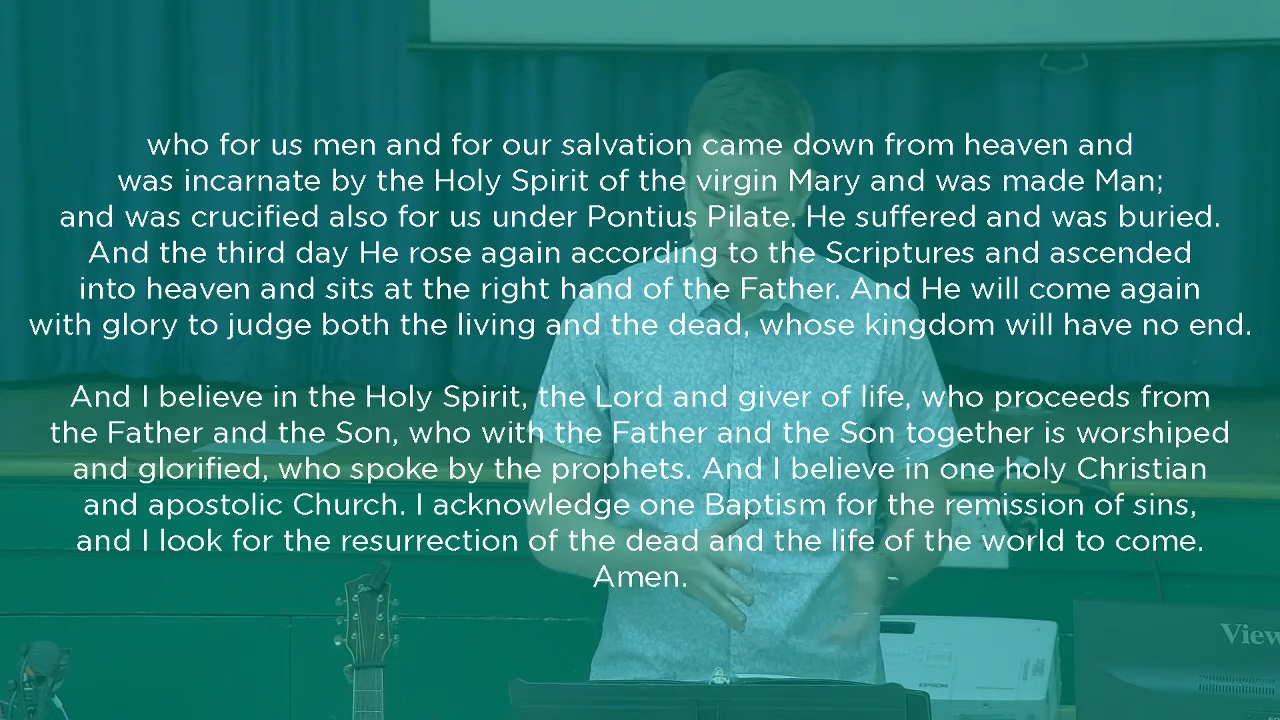 who for us men and for our salvation came down from heaven and
was incarnate by the Holy Spirit of the virgin Mary and was made Man;
and was crucified also for us under Pontius Pilate. He suffered and was buried.
And the third day He rose again according to the Scriptures and ascended
into heaven and sits at the right hand of the Father. And He will come again
with glory to judge both the living and the dead, whose kingdom will have no end.
And I believe in the Holy Spirit, the Lord and giver of life, who proceeds from
the Father and the Son, who with the Father and the Son together is worshiped
and glorified, who spoke by the prophets. And I believe in one holy Christian
and apostolic Church. I acknowledge one Baptism for the remission of sins,
and I look for the resurrection of the dead and the life of the world to come.
Amen.
View
EPSON